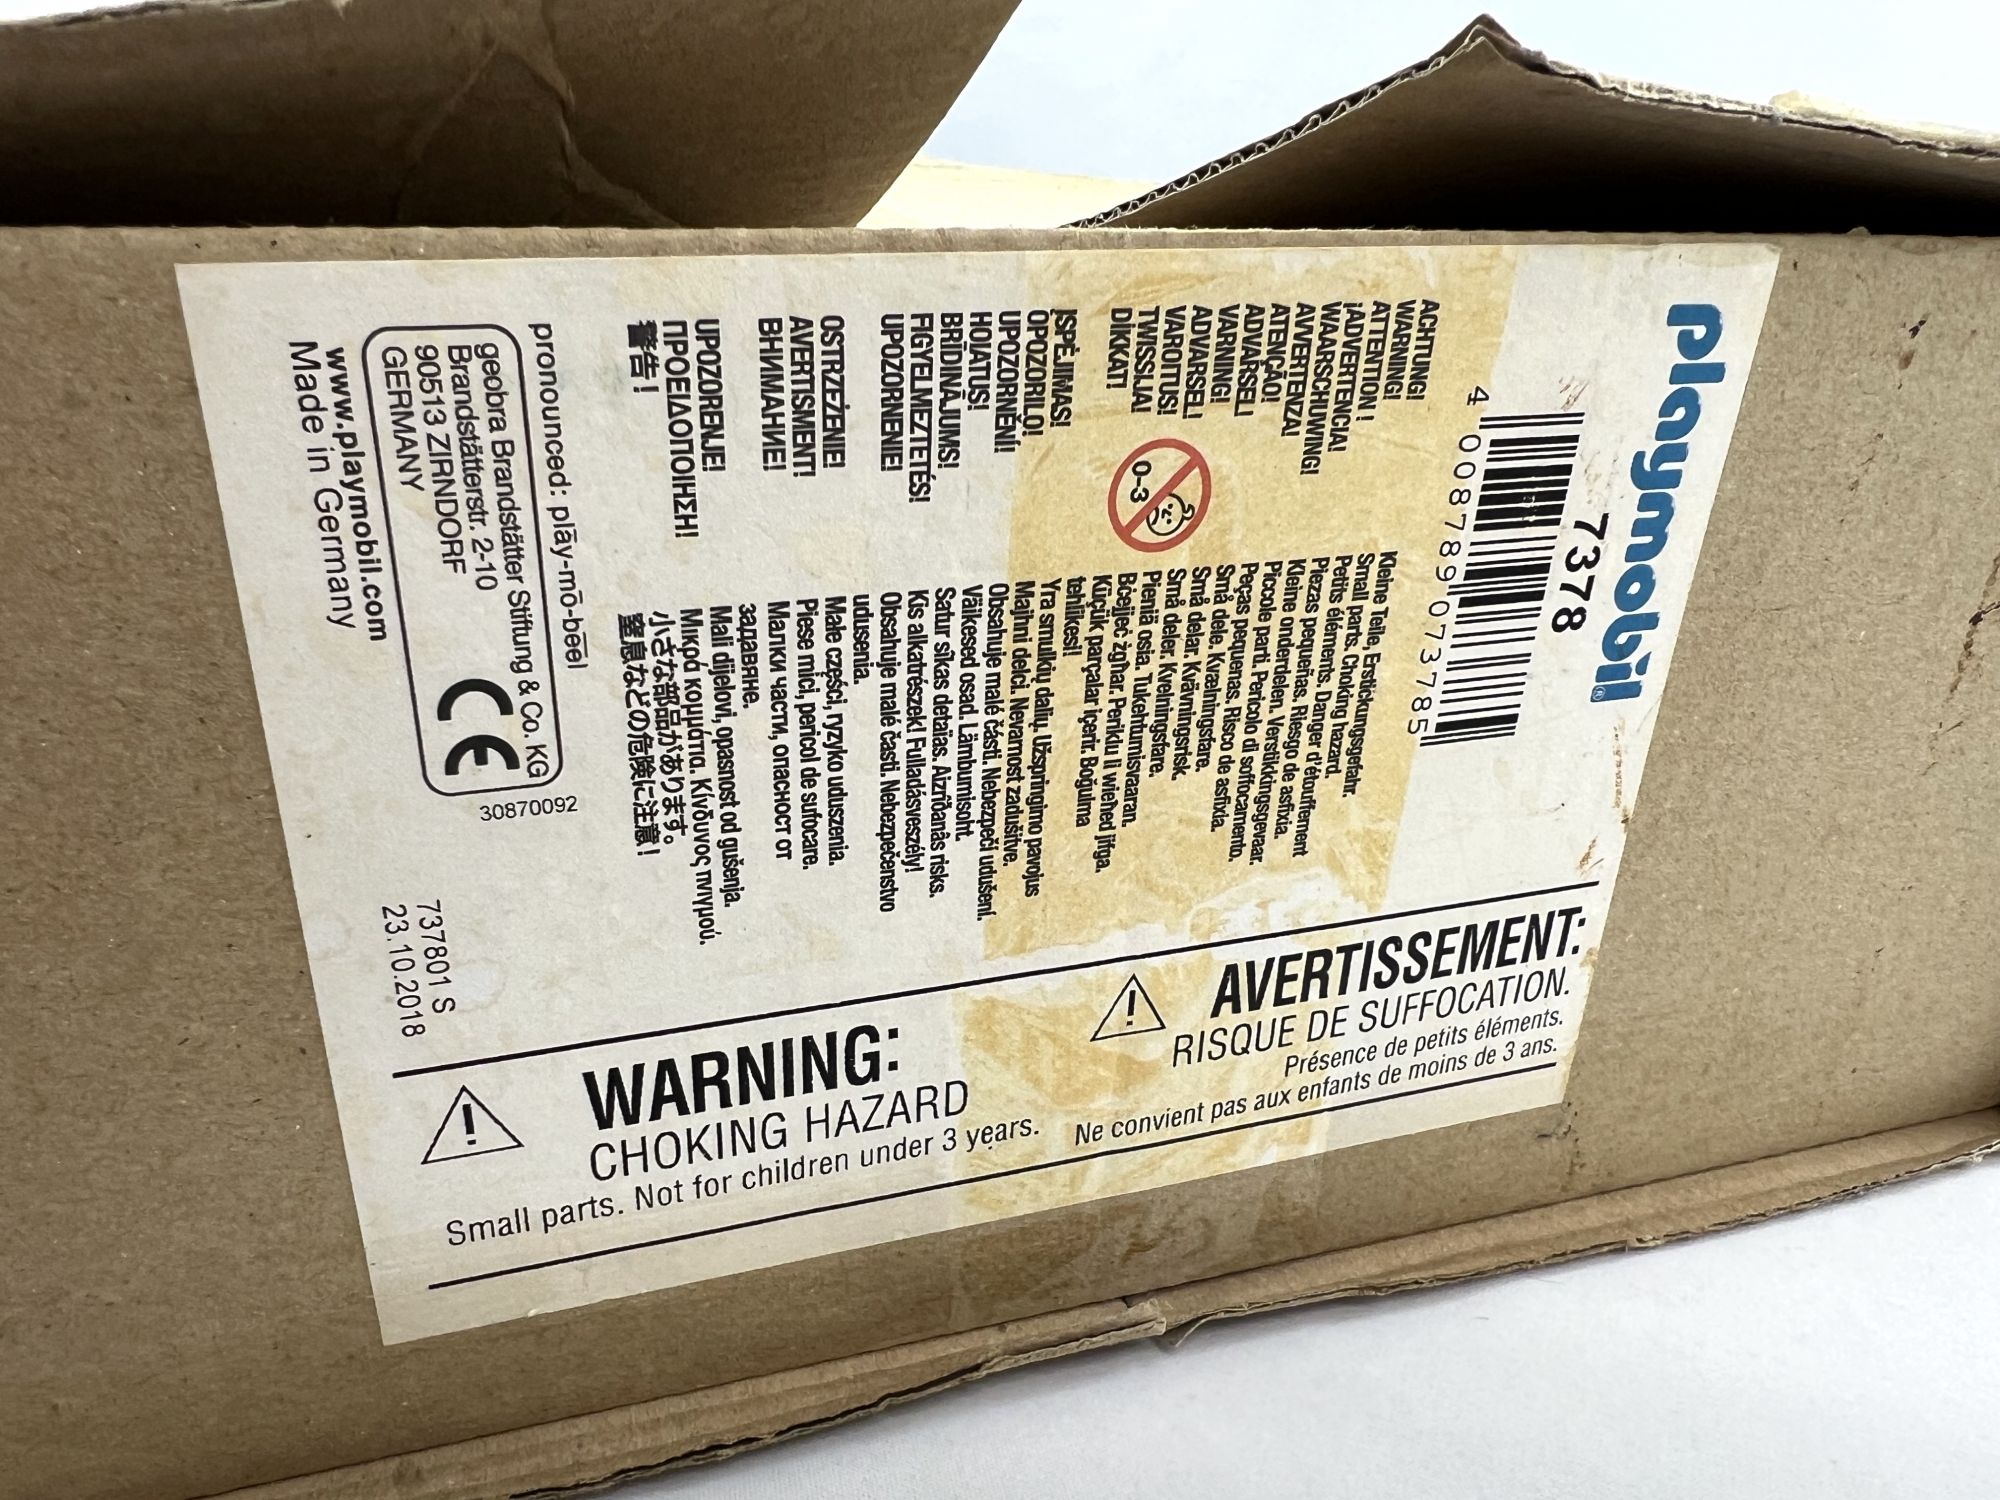 playmobil®
7378
4 008789 073785
ACHTUNG!
WARNING!
ATTENTION !
¡ADVERTENCIA!
WAARSCHUWING!
AVVERTENZA!
ATENÇÃO!
ADVARSEL!
VARNING!
ADVARSEL!
VAROITUS!
TWISSIJA!
DİKKAT!
ĮSPĖJIMAS!
OPOZORILO!
UPOZORNĚNÍ!
HOIATUS!
BRĪDINĀJUMS!
FIGYELMEZTETÉS!
UPOZORNENIE!
OSTRZEŻENIE!
AVERTISMENT!
ВНИМАНИЕ!
UPOZORENJE!
ΠΡΟΕΙΔΟΠΟΙΗΣΗ!
警告！
0-3
Kleine Teile, Erstickungsgefahr.
Small parts. Choking hazard.
Petits éléments. Danger d'étouffement
Piezas pequeñas. Riesgo de asfixia.
Kleine onderdelen. Verstikkingsgevaar.
Piccole parti. Pericolo di soffocamento.
Peças pequenas. Risco de asfixia.
Små dele. Kvælningsfare.
Små delar. Kvävningsrisk.
Små deler. Kvelningsfare.
Pieniä osia. Tukehtumisvaaran.
Bċejjeċ żgħar. Periklu li wieħed jifga.
Küçük parçalar içerir. Boğulma
tehlikesi!
Yra smulkių dalių. Užspringimo pavojus
Majhni delci. Nevarnost zadušitve.
Obsahuje malé části. Nebezpečí udušení.
Väikesed osad. Lämbumisoht.
Satur sīkas detaļas. Aizrīšanās risks.
Kis alkatrészek! Fulladásveszély!
Obsahuje malé časti. Nebezpečenstvo
udusenia.
Małe części, ryzyko uduszenia.
Piese mici, pericol de sufocare.
Малки части, опасност от
задавяне.
Mali dijelovi, opasnost od gušenja.
Μικρά κομμάτια. Κίνδυνος πνιγμού.
小さな部品があります。
窒息などの危険に注意！
pronounced: plāy-mō-bēēl
geobra Brandstätter Stiftung & Co. KG
Brandstätterstr. 2-10
90513 ZIRNDORF
GERMANY
CE
30870092
www.playmobil.com
Made in Germany
737801 S
23.10.2018
WARNING:
CHOKING HAZARD
Small parts. Not for children under 3 years.
AVERTISSEMENT:
RISQUE DE SUFFOCATION.
Présence de petits éléments.
Ne convient pas aux enfants de moins de 3 ans.